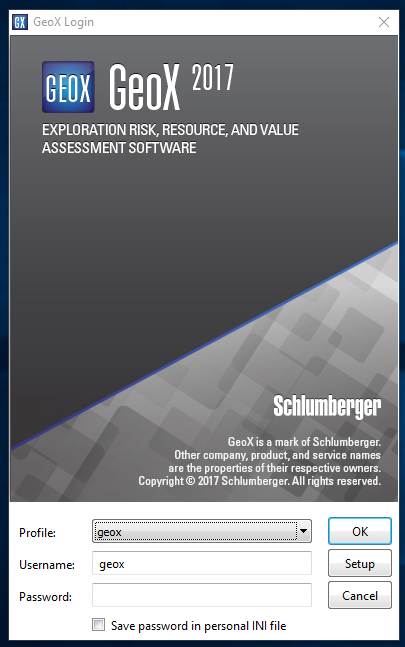 GX GeoX Login
GEOX GeoX 2017
EXPLORATION RISK, RESOURCE, AND VALUE
ASSESSMENT SOFTWARE
Schlumberger
GeoX is a mark of Schlumberger.
Other company, product, and service names
are the properties of their respective owners.
Copyright © 2017 Schlumberger. All rights reserved.
Profile: geox OK
Username: geox Setup
Password: Cancel
Save password in personal INI file